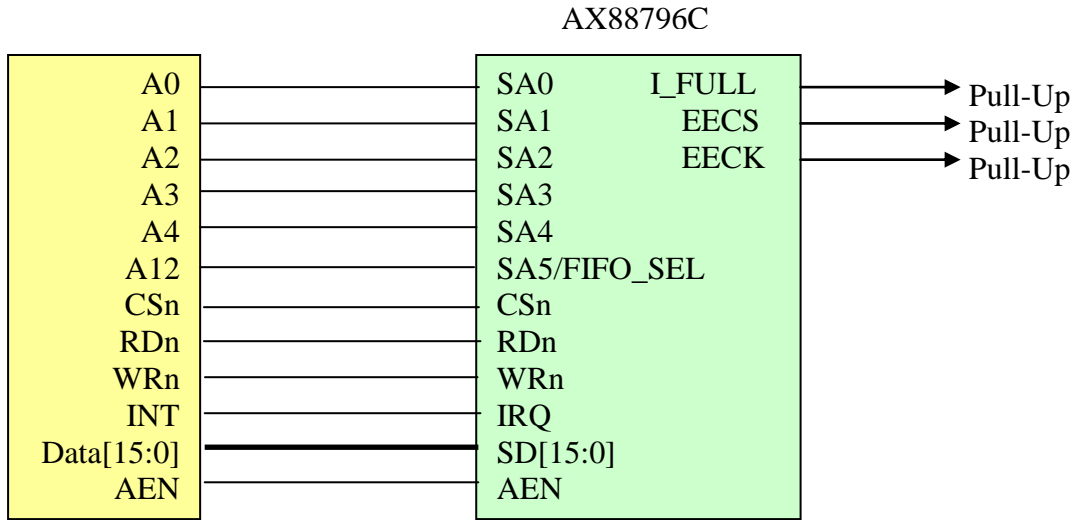 AX88796C
A0
A1
A2
A3
A4
A12
CSn
RDn
WRn
INT
Data[15:0]
AEN
SA0 I_FULL
SA1 EECS
SA2 EECK
SA3
SA4
SA5/FIFO_SEL
CSn
RDn
WRn
IRQ
SD[15:0]
AEN
Pull-Up
Pull-Up
Pull-Up